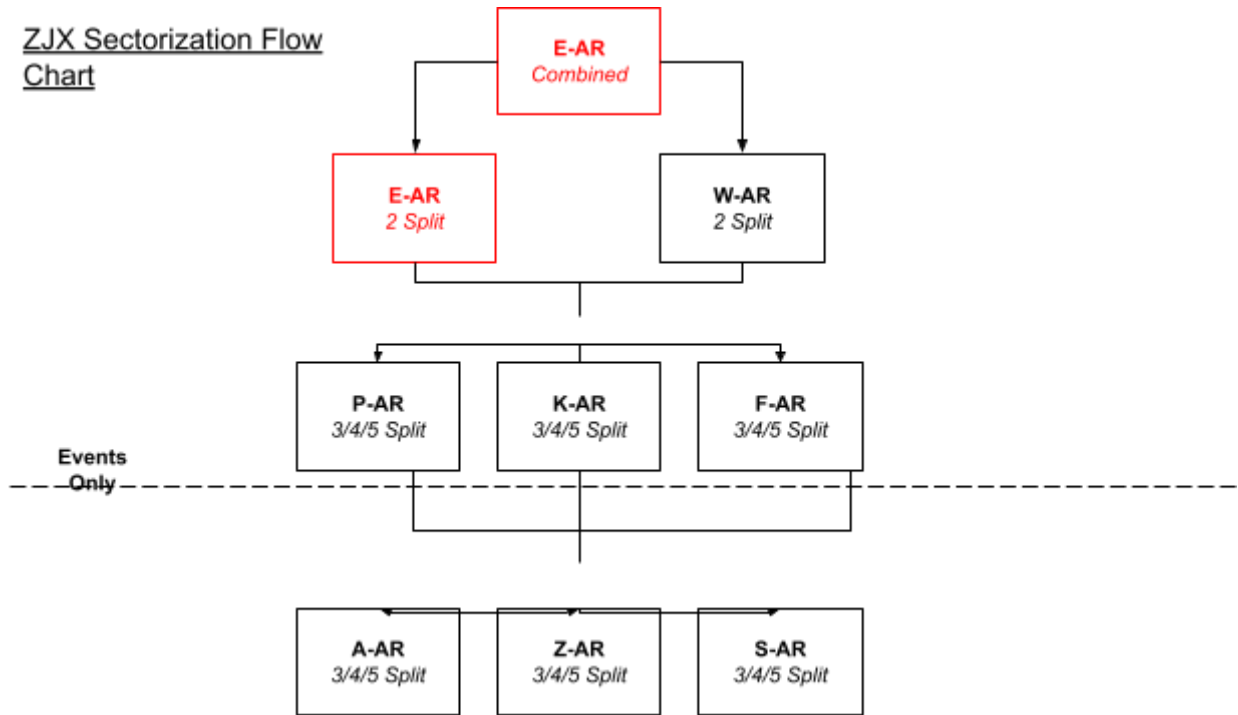 ZJX Sectorization Flow
Chart
E-AR
Combined
E-AR
2 Split
W-AR
2 Split
P-AR
3/4/5 Split
K-AR
3/4/5 Split
F-AR
3/4/5 Split
Events
Only
A-AR
3/4/5 Split
Z-AR
3/4/5 Split
S-AR
3/4/5 Split